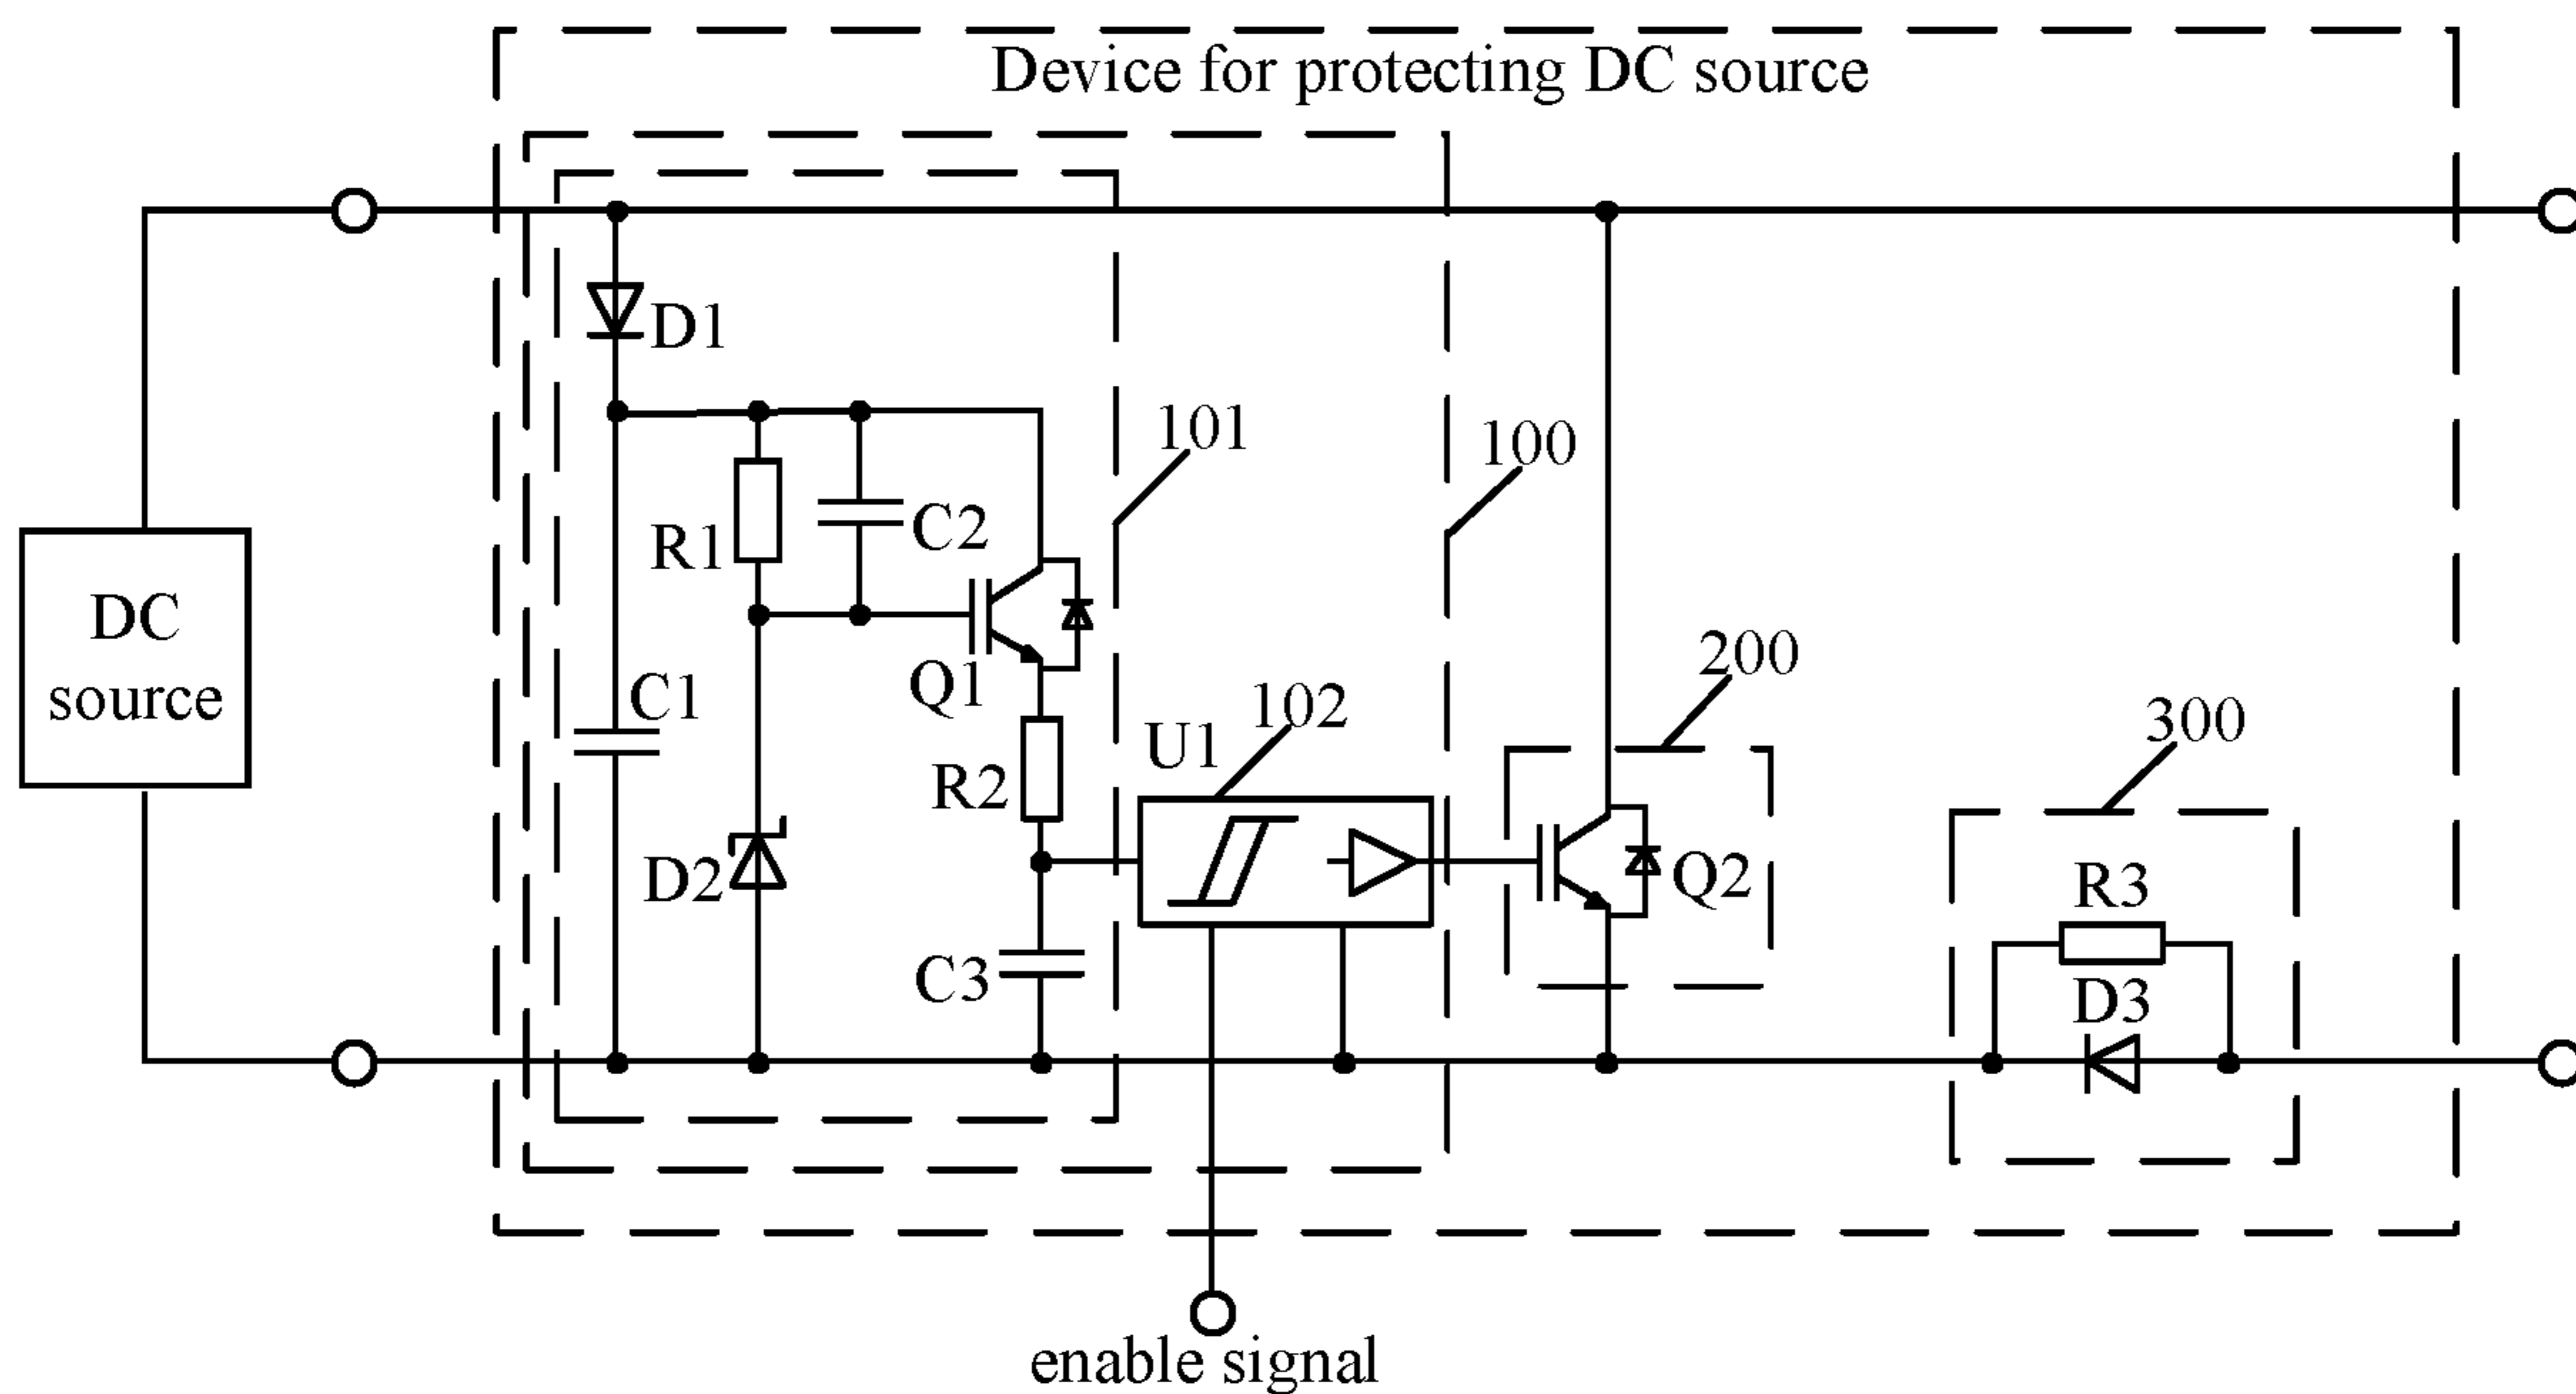 Device for protecting DC source
D1
101
100
R1
C2
DC
source
Q1
200
C1
102
300
U1
R2
D2
Q2
R3
C3
D3
enable signal